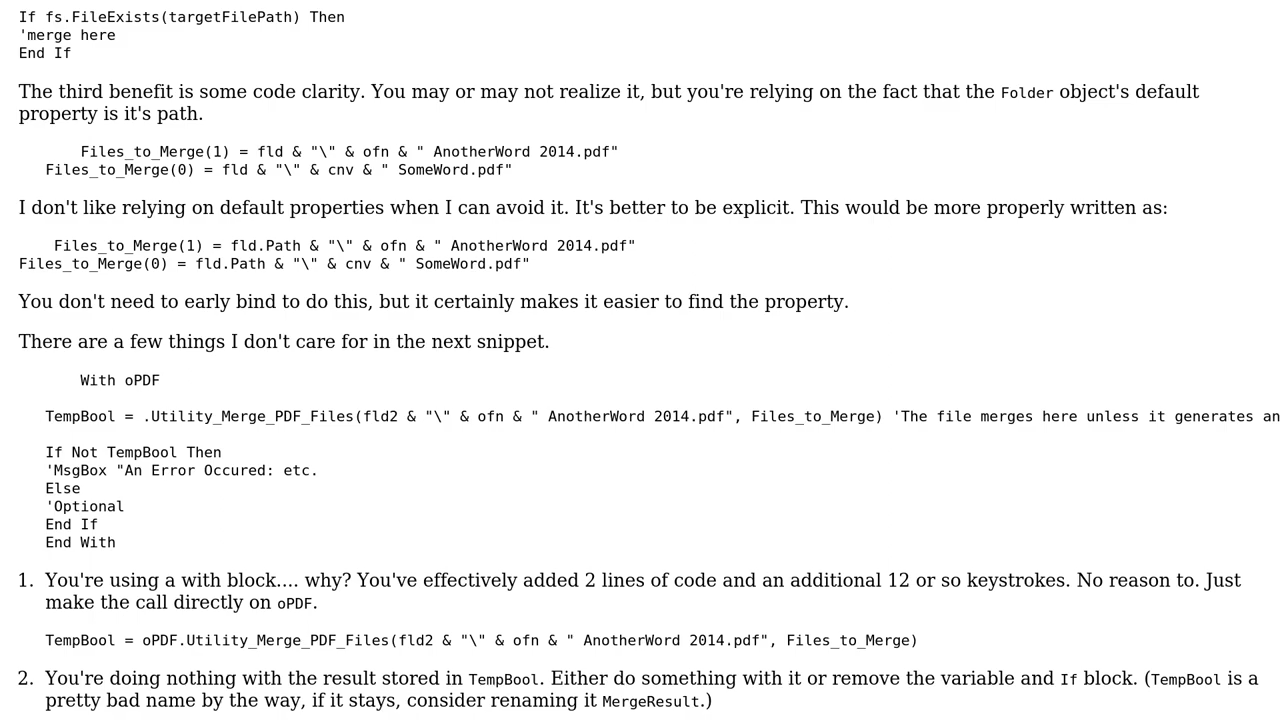 If fs.FileExists(targetFilePath) Then
'merge here
End If
The third benefit is some code clarity. You may or may not realize it, but you're relying on the fact that the Folder object's default
property is it's path.
Files_to_Merge(1) = fld & "\" & ofn & " AnotherWord 2014.pdf"
Files_to_Merge(0) = fld & "\" & cnv & " SomeWord.pdf"
I don't like relying on default properties when I can avoid it. It's better to be explicit. This would be more properly written as:
Files_to_Merge(1) = fld.Path & "\" & ofn & " AnotherWord 2014.pdf"
Files_to_Merge(0) = fld.Path & "\" & cnv & " SomeWord.pdf"
You don't need to early bind to do this, but it certainly makes it easier to find the property.
There are a few things I don't care for in the next snippet.
With oPDF
TempBool = .Utility_Merge_PDF_Files(fld2 & "\" & ofn & " AnotherWord 2014.pdf", Files_to_Merge) 'The file merges here unless it generates an
If Not TempBool Then
'MsgBox "An Error Occured: etc.
Else
'Optional
End If
End With
1. You're using a with block.... why? You've effectively added 2 lines of code and an additional 12 or so keystrokes. No reason to. Just
make the call directly on oPDF.
TempBool = oPDF.Utility_Merge_PDF_Files(fld2 & "\" & ofn & " AnotherWord 2014.pdf", Files_to_Merge)
2. You're doing nothing with the result stored in TempBool. Either do something with it or remove the variable and If block. (TempBool is a
pretty bad name by the way, if it stays, consider renaming it MergeResult.)